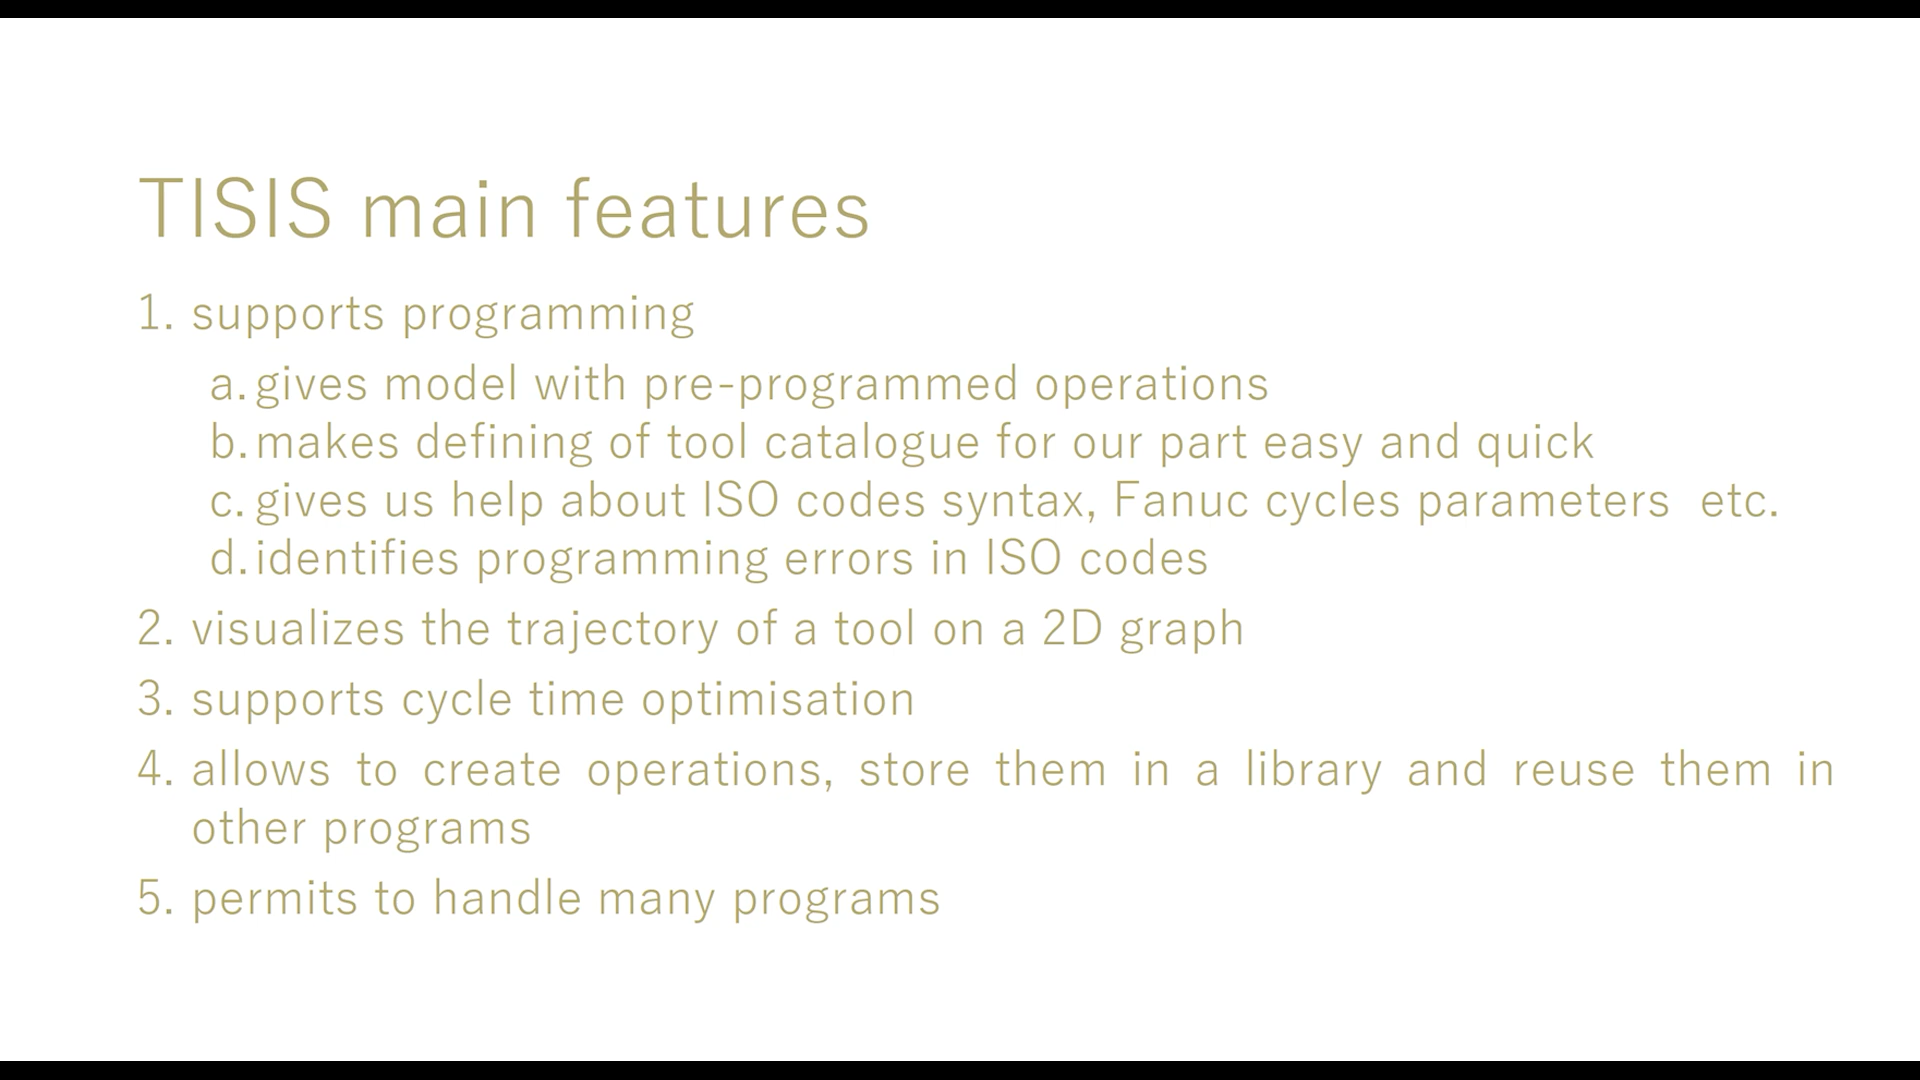 TISIS main features
1. supports programming
a. gives model with pre-programmed operations
b. makes defining of tool catalogue for our part easy and quick
c. gives us help about ISO codes syntax, Fanuc cycles parameters  etc.
d. identifies programming errors in ISO codes
2. visualizes the trajectory of a tool on a 2D graph
3. supports cycle time optimisation
4. allows to create operations, store them in a library and reuse them in
other programs
5. permits to handle many programs